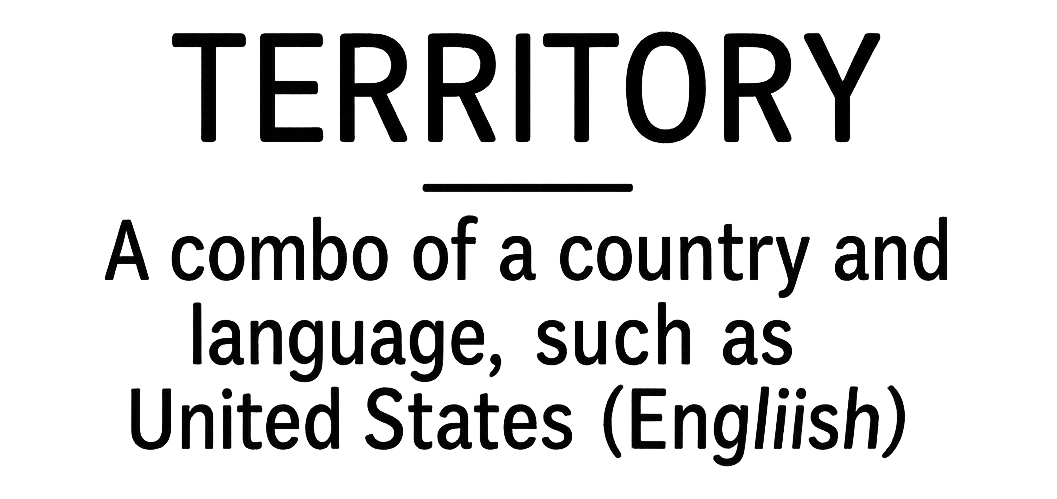 TERRITORY
A combo of a country and
language, such as
United States (Engliish)